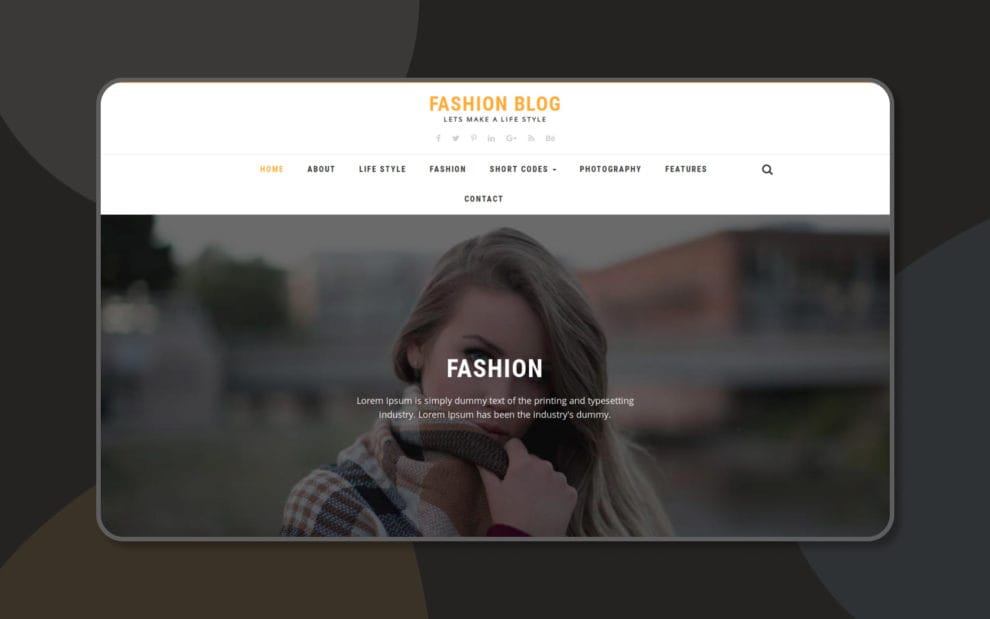 FASHION BLOG
LETS MAKE A LIFE STYLE
HOME ABOUT LIFE STYLE FASHION SHORT CODES PHOTOGRAPHY FEATURES
CONTACT
FASHION
Lorem Ipsum is simply dummy text of the printing and typesetting
industry. Lorem Ipsum has been the industry's dummy.